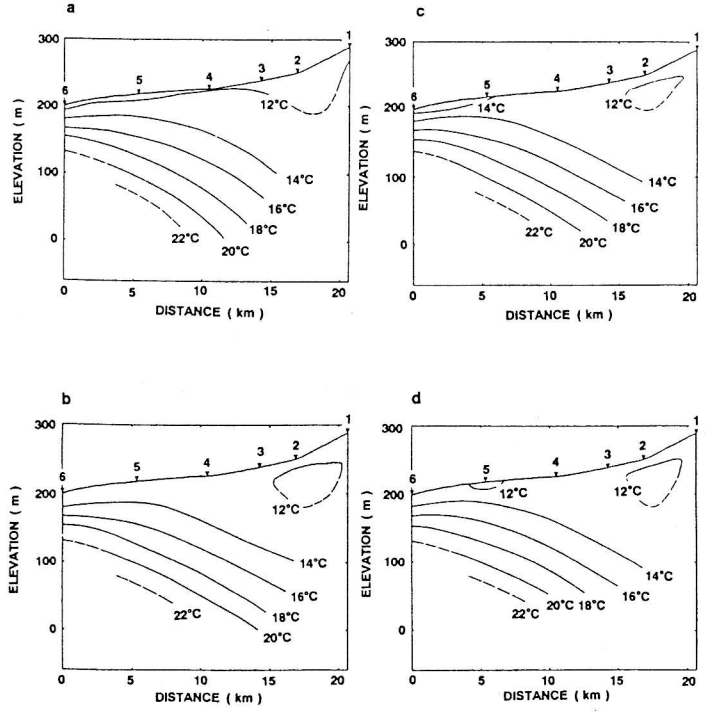 a
ELEVATION ( m )
300
200
100
0
1
2
3
4
5
6
12°C
14°C
16°C
18°C
20°C
22°C
0 5 10 15 20
DISTANCE ( km )
c
ELEVATION ( m )
300
200
100
0
1
2
3
4
5
6
14°C
12°C
14°C
16°C
18°C
20°C
22°C
0 5 10 15 20
DISTANCE ( km )
b
ELEVATION ( m )
300
200
100
0
1
2
3
4
5
6
12°C
14°C
16°C
18°C
20°C
22°C
0 5 10 15 20
DISTANCE ( km )
d
ELEVATION ( m )
300
200
100
0
1
2
3
4
5
6
12°C
12°C
14°C
16°C
20°C 18°C
22°C
0 5 10 15 20
DISTANCE ( km )